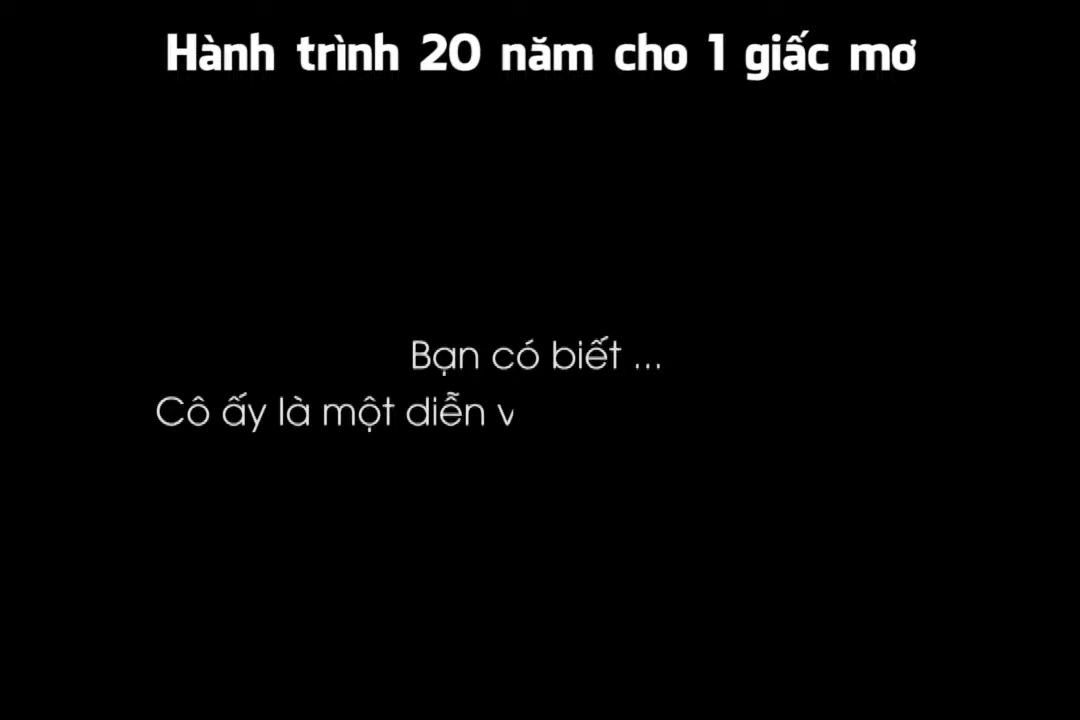 Hành trình 20 năm cho 1 giấc mơ
Bạn có biết ...
Cô ấy là một diễn v